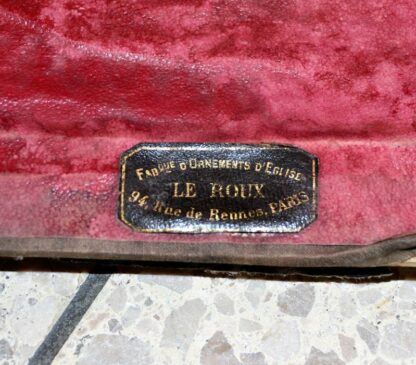 FABQUE D'ORNEMENTS D'EGLISE
LE ROUX
94, Rue de Rennes, PARIS